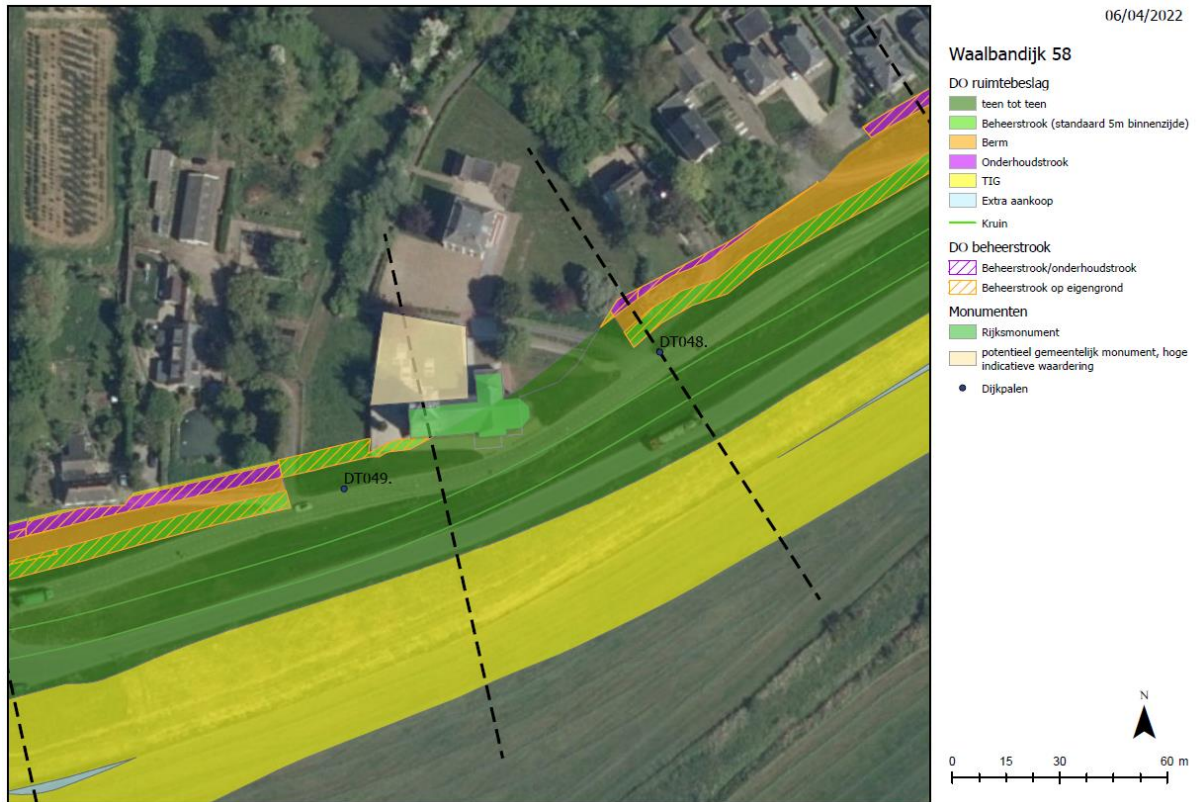 06/04/2022
Waalbandijk 58
DO ruimtebeslag
teen tot teen
Beheerstrook (standaard 5m binnenzijde)
Berm
Onderhoudstrook
TIG
Extra aankoop
Kruin
DO beheerstrook
Beheerstrook/onderhoudstrook
Beheerstrook op eigengrond
Monumenten
Rijksmonument
potentieel gemeentelijk monument, hoge
indicatieve waardering
Dijkpalen
DT048.
DT049.
N
0 15 30 60 m